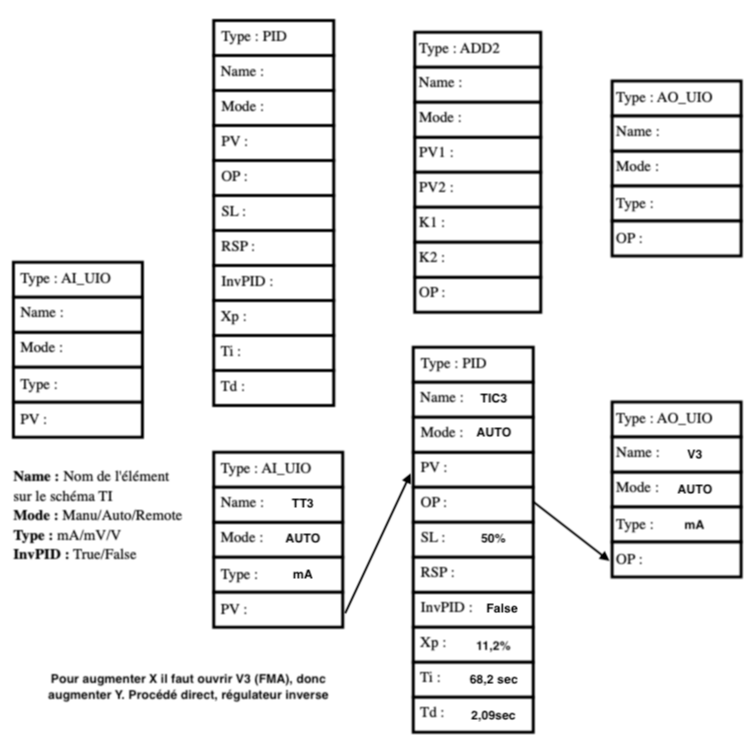 Type : PID
Name :
Mode :
PV :
OP :
SL :
RSP :
InvPID :
Xp :
Ti :
Td :
Type : ADD2
Name :
Mode :
PV1 :
PV2 :
K1 :
K2 :
OP :
Type : AO_UIO
Name :
Mode :
Type :
OP :
Type : AI_UIO
Name :
Mode :
Type :
PV :
Name : Nom de l'élément
sur le schéma TI
Mode : Manu/Auto/Remote
Type : mA/mV/V
InvPID : True/False
Type : AI_UIO
Name : TT3
Mode : AUTO
Type : mA
PV :
Type : PID
Name : TIC3
Mode : AUTO
PV :
OP :
SL : 50%
RSP :
InvPID : False
Xp : 11,2%
Ti : 68,2 sec
Td : 2,09sec
Type : AO_UIO
Name : V3
Mode : AUTO
Type : mA
OP :
Pour augmenter X il faut ouvrir V3 (FMA), donc
augmenter Y. Procédé direct, régulateur inverse